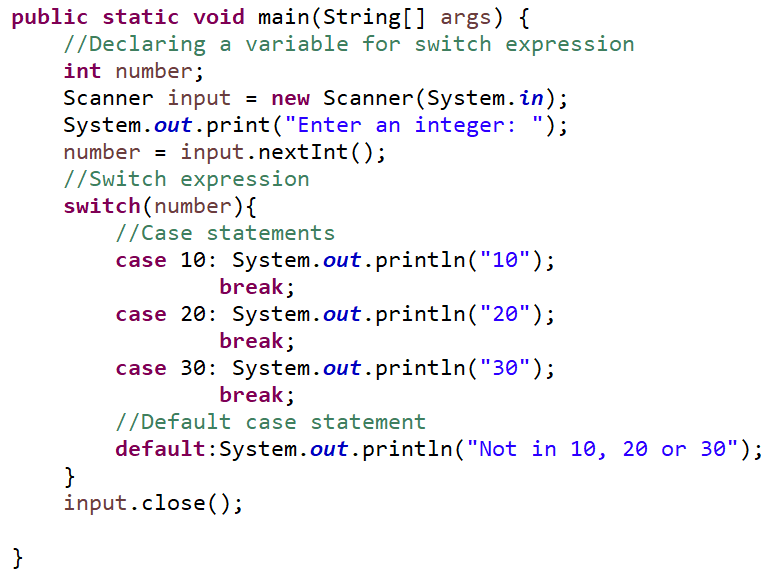 public static void main(String[] args) {
    //Declaring a variable for switch expression
    int number;
    Scanner input = new Scanner(System.in);
    System.out.print("Enter an integer: ");
    number = input.nextInt();
    //Switch expression
    switch(number){
        //Case statements
        case 10: System.out.println("10");
                break;
        case 20: System.out.println("20");
                break;
        case 30: System.out.println("30");
                break;
        //Default case statement
        default:System.out.println("Not in 10, 20 or 30");
    }
    input.close();

}